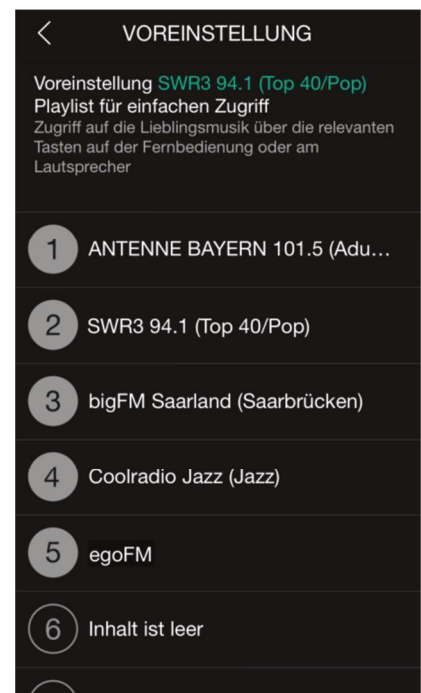 VOREINSTELLUNG
Voreinstellung SWR3 94.1 (Top 40/Pop)
Playlist für einfachen Zugriff
Zugriff auf die Lieblingsmusik über die relevanten
Tasten auf der Fernbedienung oder am
Lautsprecher
1 ANTENNE BAYERN 101.5 (Adu...
2 SWR3 94.1 (Top 40/Pop)
3 bigFM Saarland (Saarbrücken)
4 Coolradio Jazz (Jazz)
5 egoFM
6 Inhalt ist leer